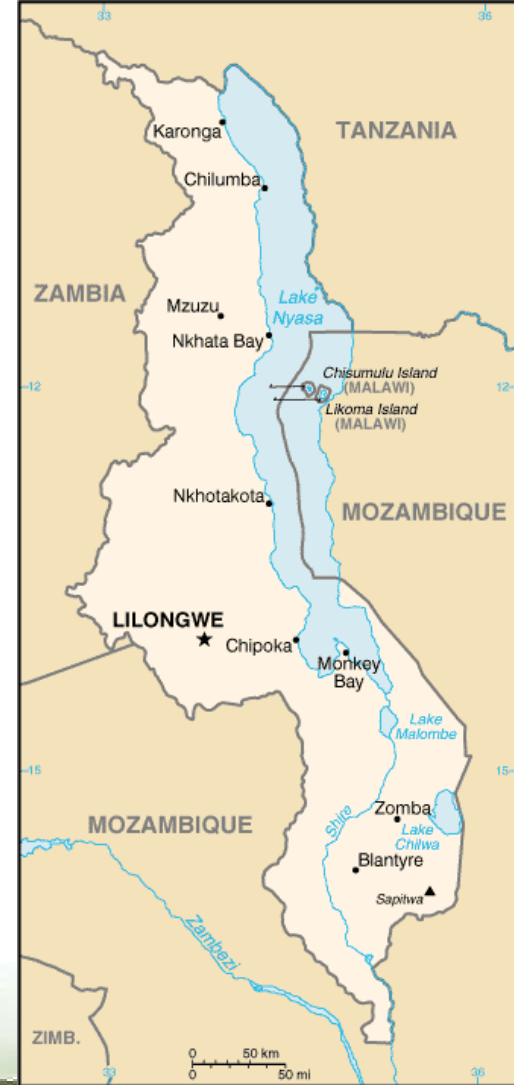 33
36
Karonga
TANZANIA
Chilumba
ZAMBIA
Lake
Nyasa
Mzuzu
Nkhata Bay
Chisumulu Island
(MALAWI)
12
12
Likoma Island
(MALAWI)
Nkhotakota
MOZAMBIQUE
LILONGWE
Chipoka
Monkey
Bay
Lake
Malombe
15
15
Shire
Zomba
MOZAMBIQUE
Lake
Chilwa
Blantyre
Sapitwa
Zambezi
ZIMB.
0 50 km
0 50 mi
33
36